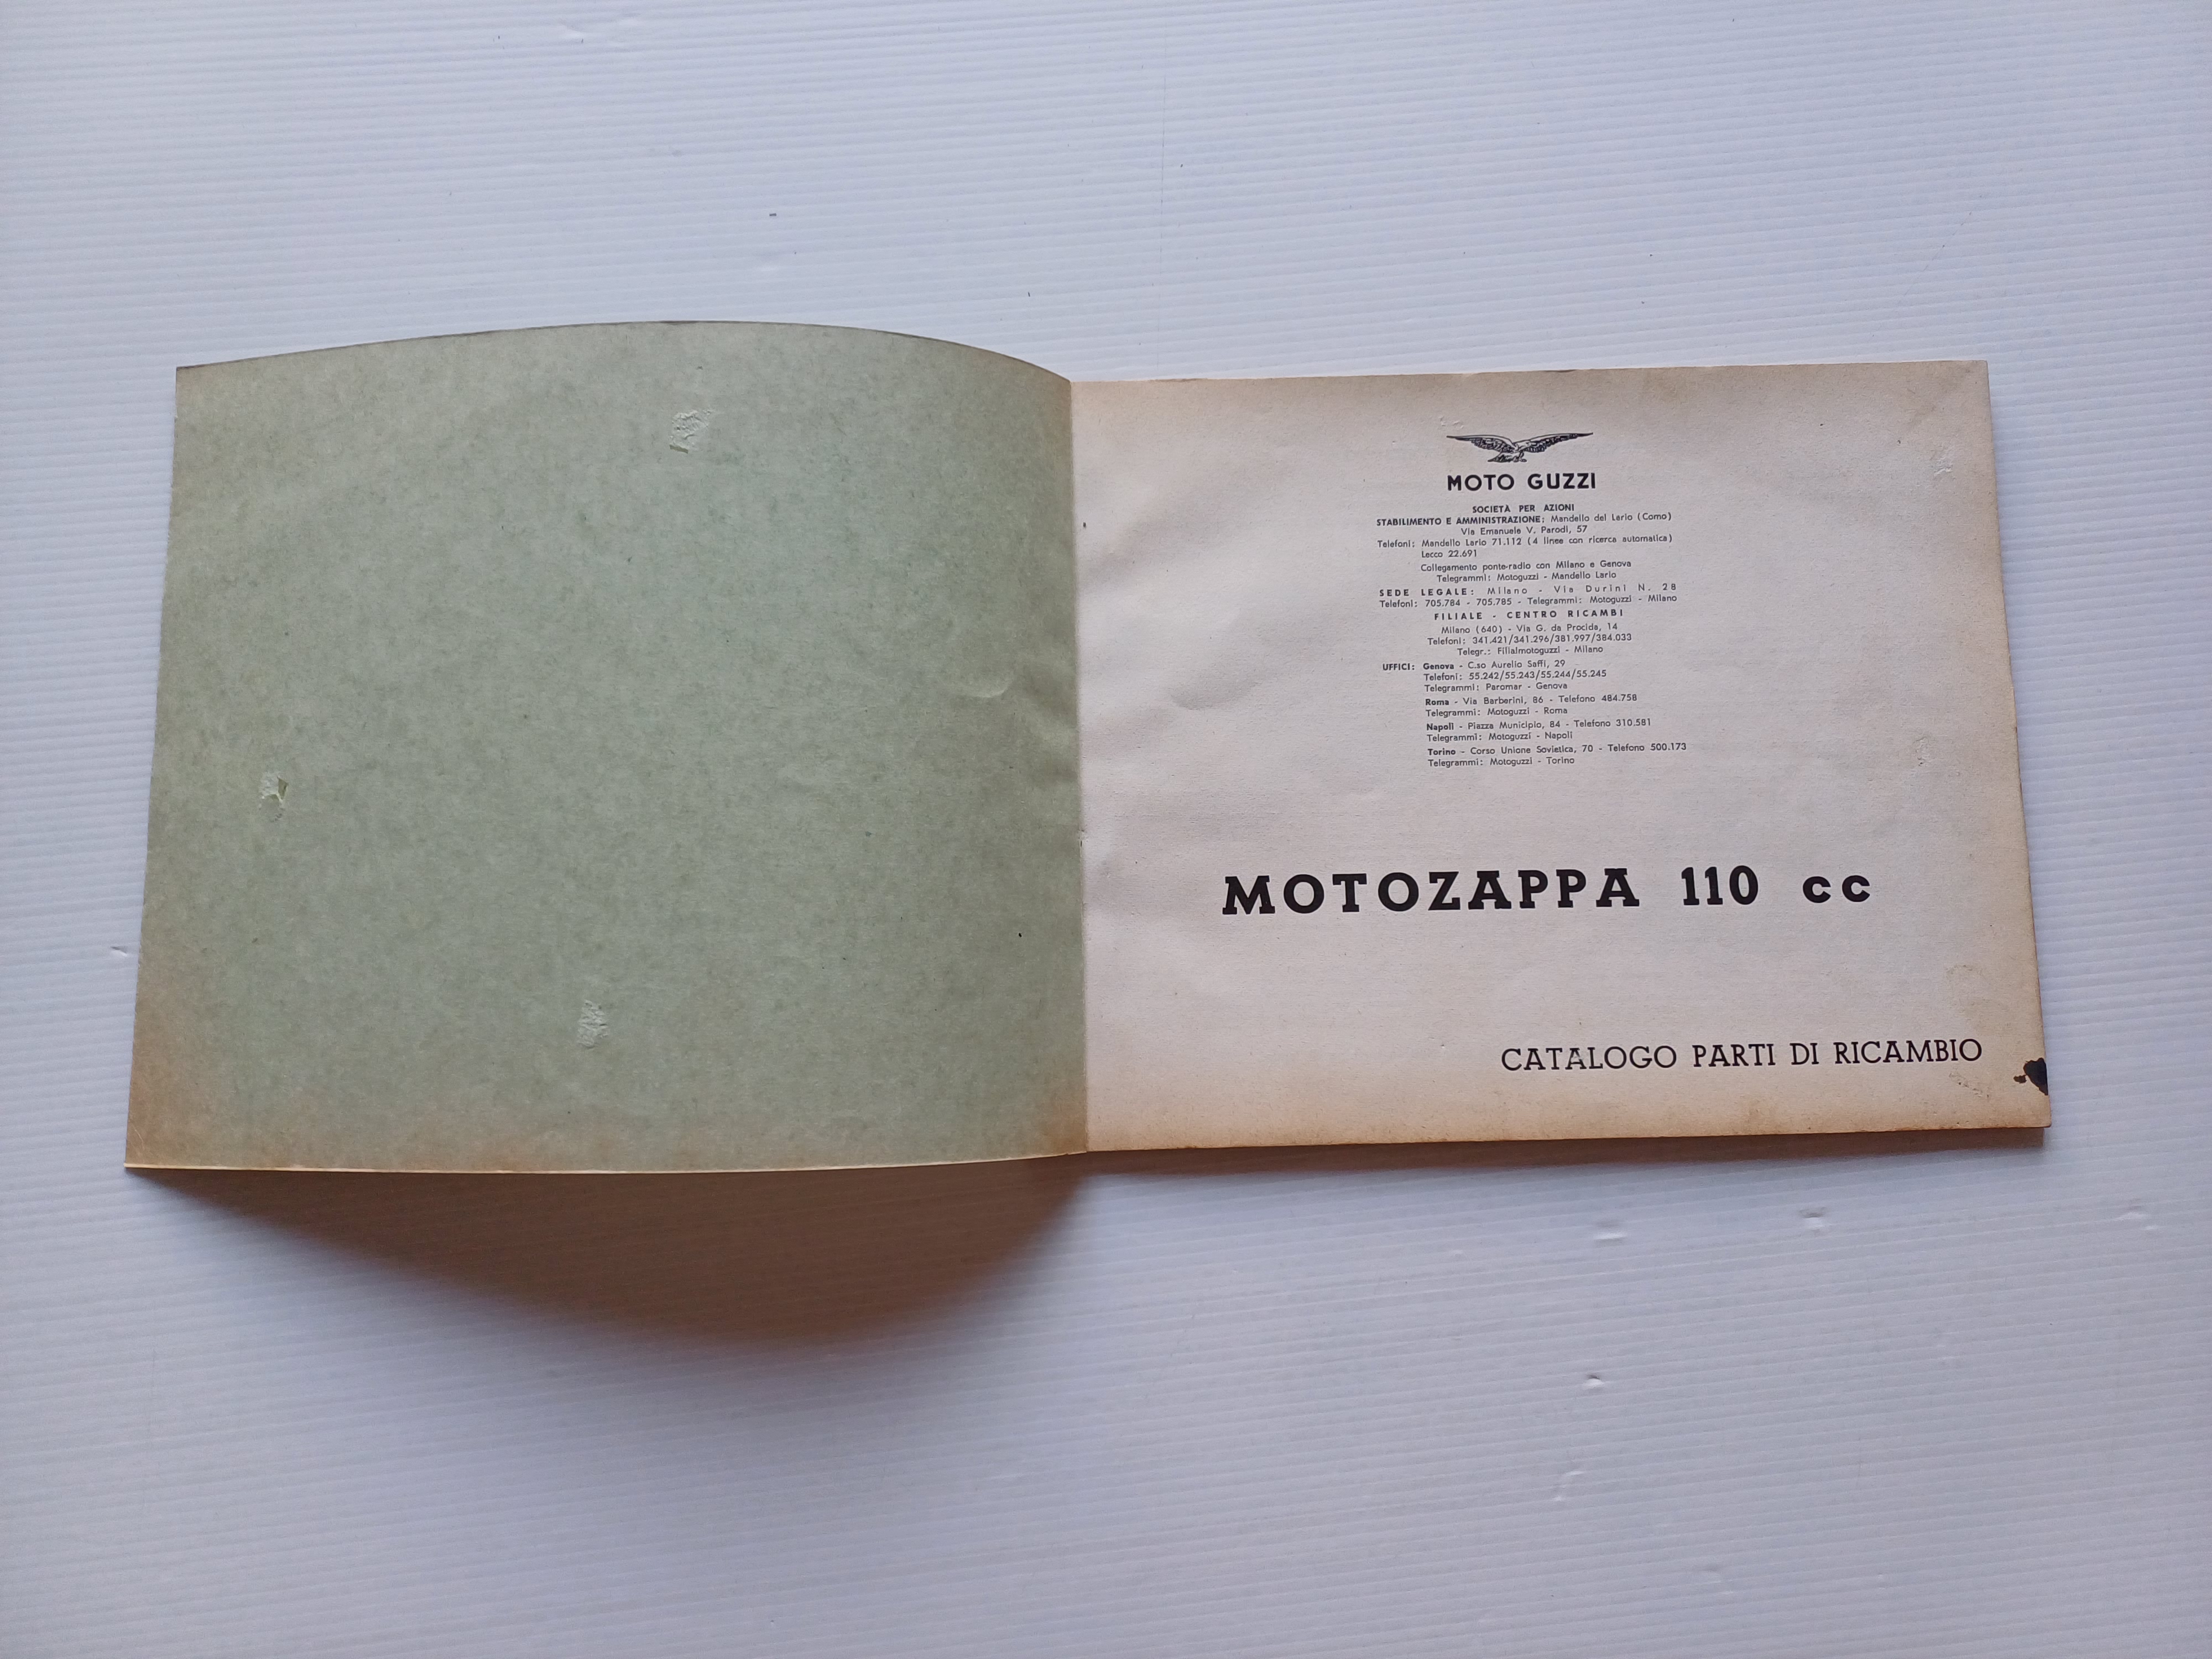 MOTO GUZZI
SOCIETÀ PER AZIONI
STABILIMENTO E AMMINISTRAZIONE: Mandello del Lario (Como)
Via Emanuele V. Parodi, 57
Telefoni: Mandello Lario 71.112 (4 linee con ricerca automatica)
Lecco 22.691
Collegamento ponte-radio con Milano e Genova
Telegrammi: Motoguzzi - Mandello Lario
SEDE LEGALE: Milano - Via Durini N. 28
Telefoni: 705.784 - 705.785 - Telegrammi: Motoguzzi - Milano
FILIALE - CENTRO RICAMBI
Milano (640) - Via G. da Procida, 14
Telefoni: 341.421/341.296/381.997/384.033
Telegr.: Filialmotoguzzi - Milano
UFFICI: Genova - C.so Aurelio Saffi, 29
Telefoni: 55.242/55.243/55.244/55.245
Telegrammi: Paromar - Genova
Roma - Via Barberini, 86 - Telefono 484.758
Telegrammi: Motoguzzi - Roma
Napoli - Piazza Municipio, 84 - Telefono 310.581
Telegrammi: Motoguzzi - Napoli
Torino - Corso Unione Sovietica, 70 - Telefono 500.173
Telegrammi: Motoguzzi - Torino
MOTOZAPPA 110 cc
CATALOGO PARTI DI RICAMBIO